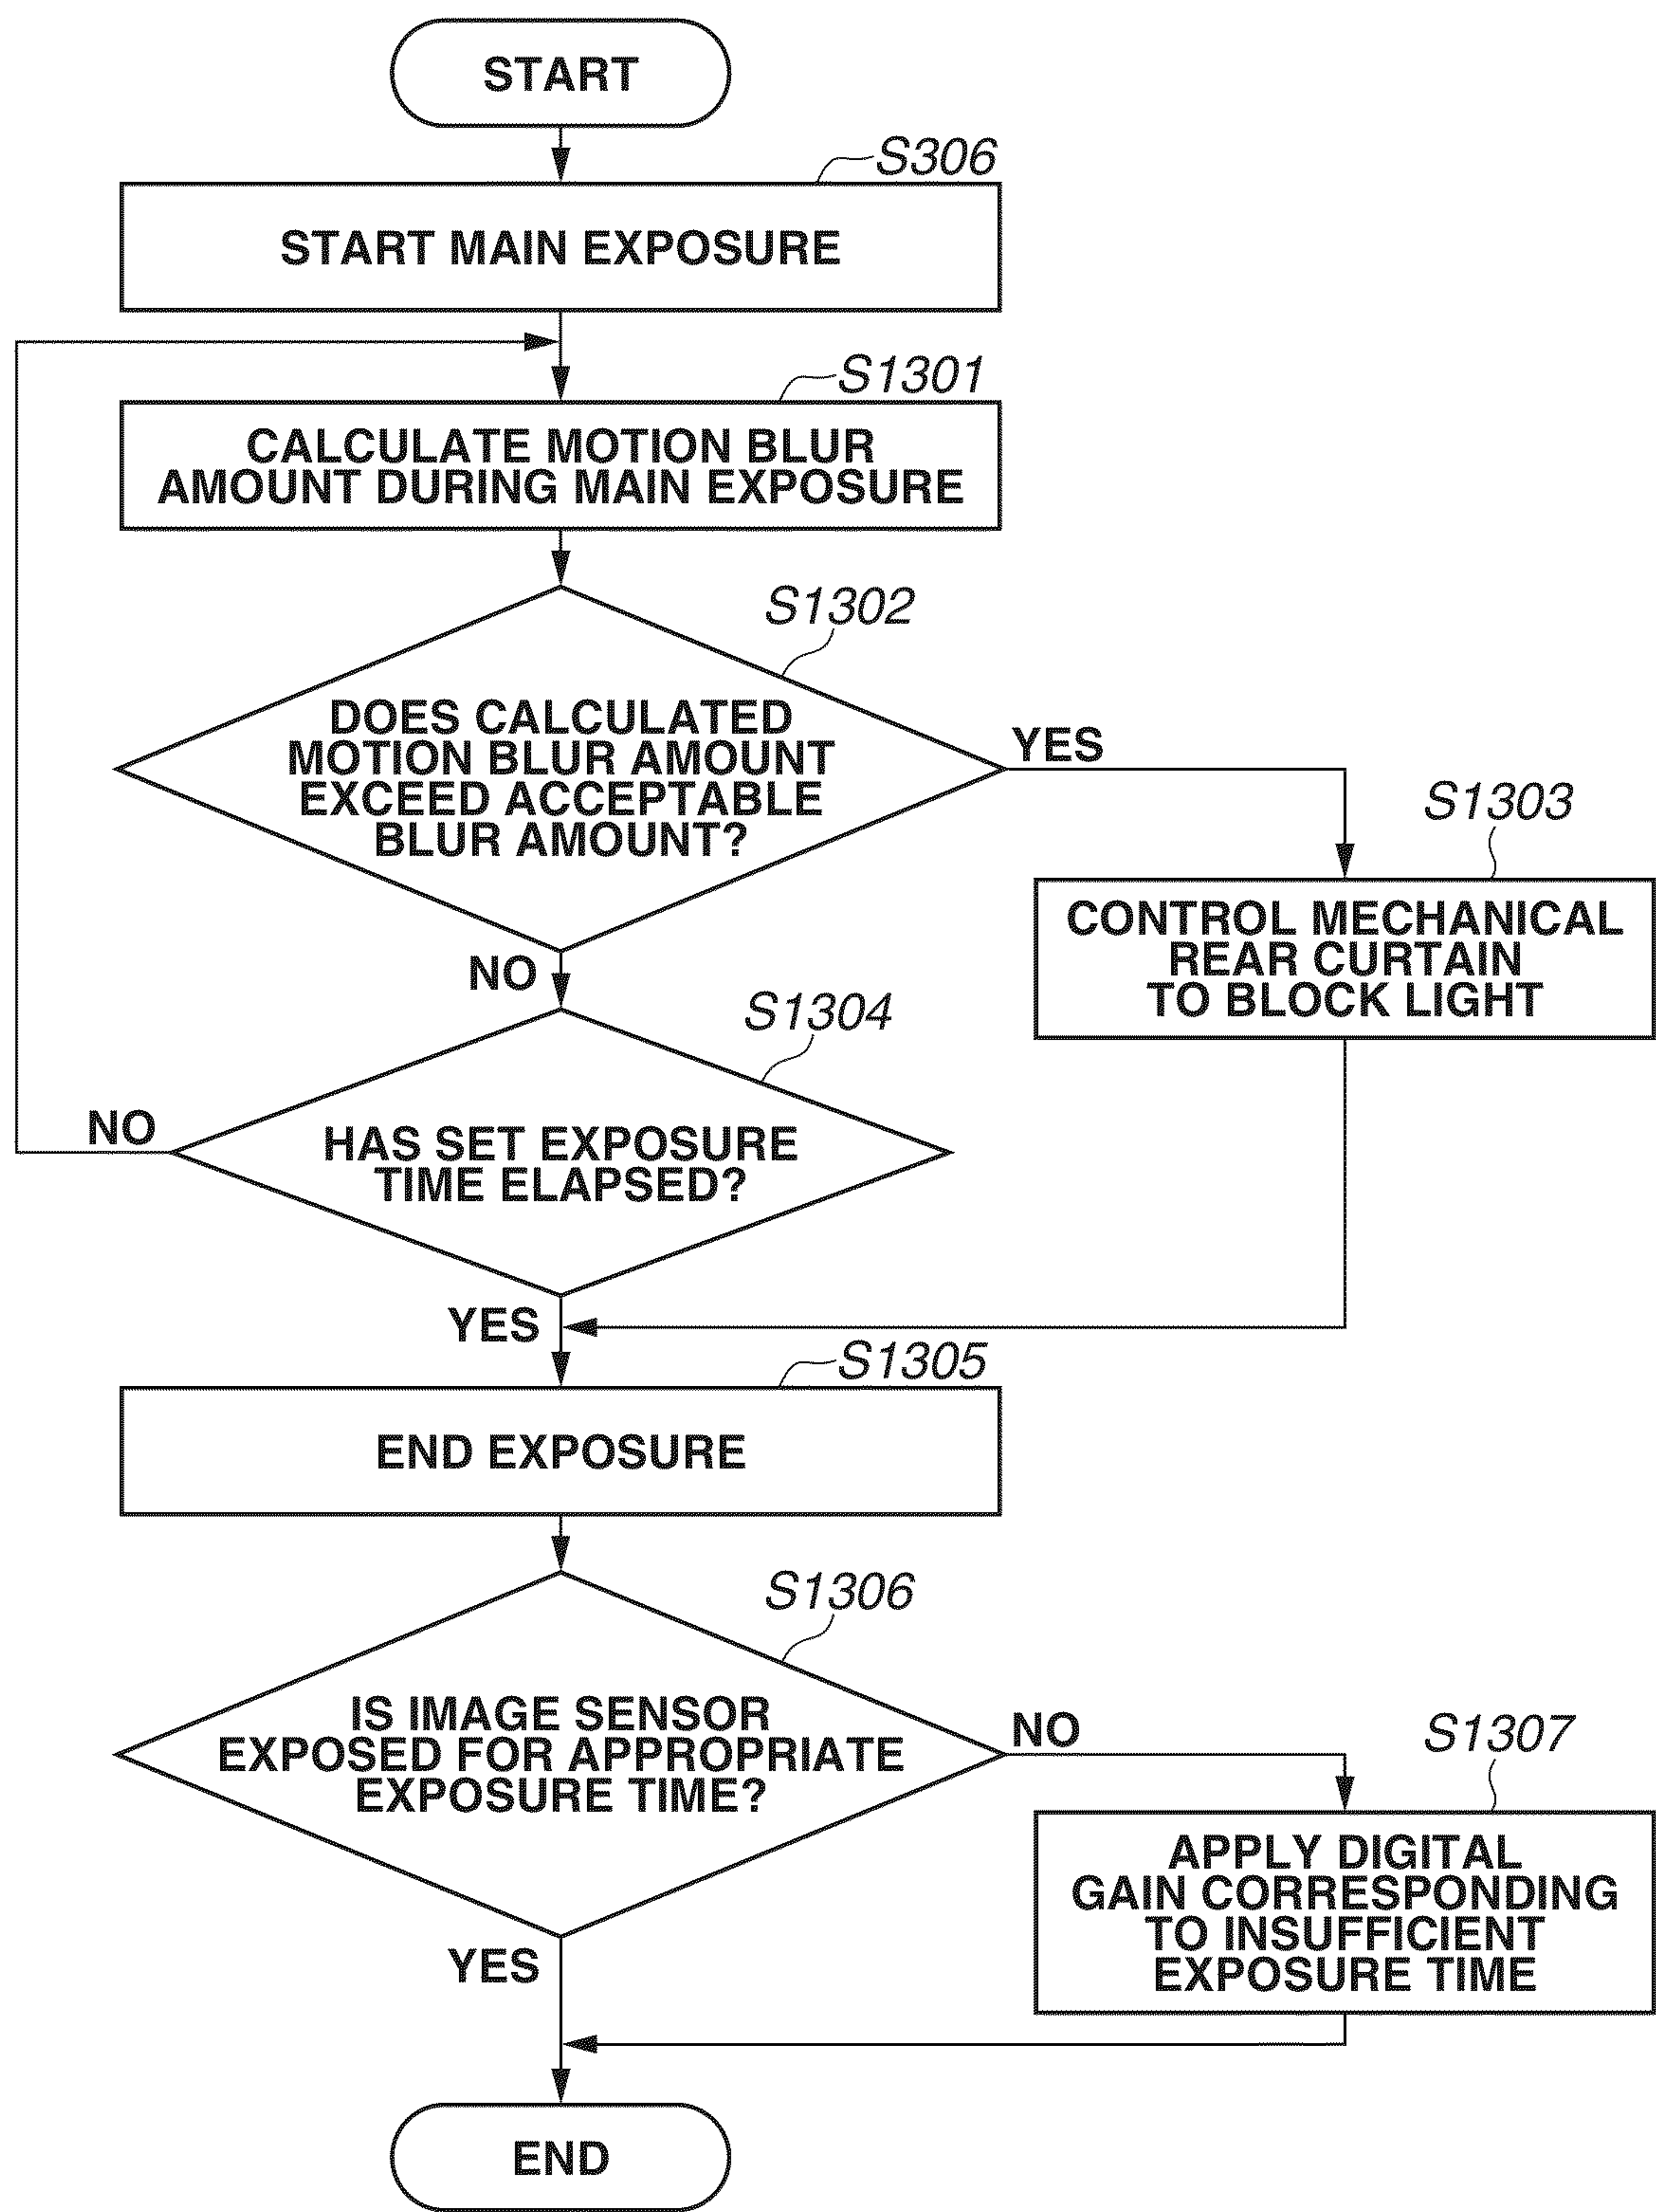 START
S306
START MAIN EXPOSURE
S1301
CALCULATE MOTION BLUR
AMOUNT DURING MAIN EXPOSURE
S1302
DOES CALCULATED
MOTION BLUR AMOUNT
EXCEED ACCEPTABLE
BLUR AMOUNT?
YES
S1303
CONTROL MECHANICAL
REAR CURTAIN
TO BLOCK LIGHT
NO
S1304
HAS SET EXPOSURE
TIME ELAPSED?
NO
YES
S1305
END EXPOSURE
S1306
IS IMAGE SENSOR
EXPOSED FOR APPROPRIATE
EXPOSURE TIME?
NO
S1307
APPLY DIGITAL
GAIN CORRESPONDING
TO INSUFFICIENT
EXPOSURE TIME
YES
END